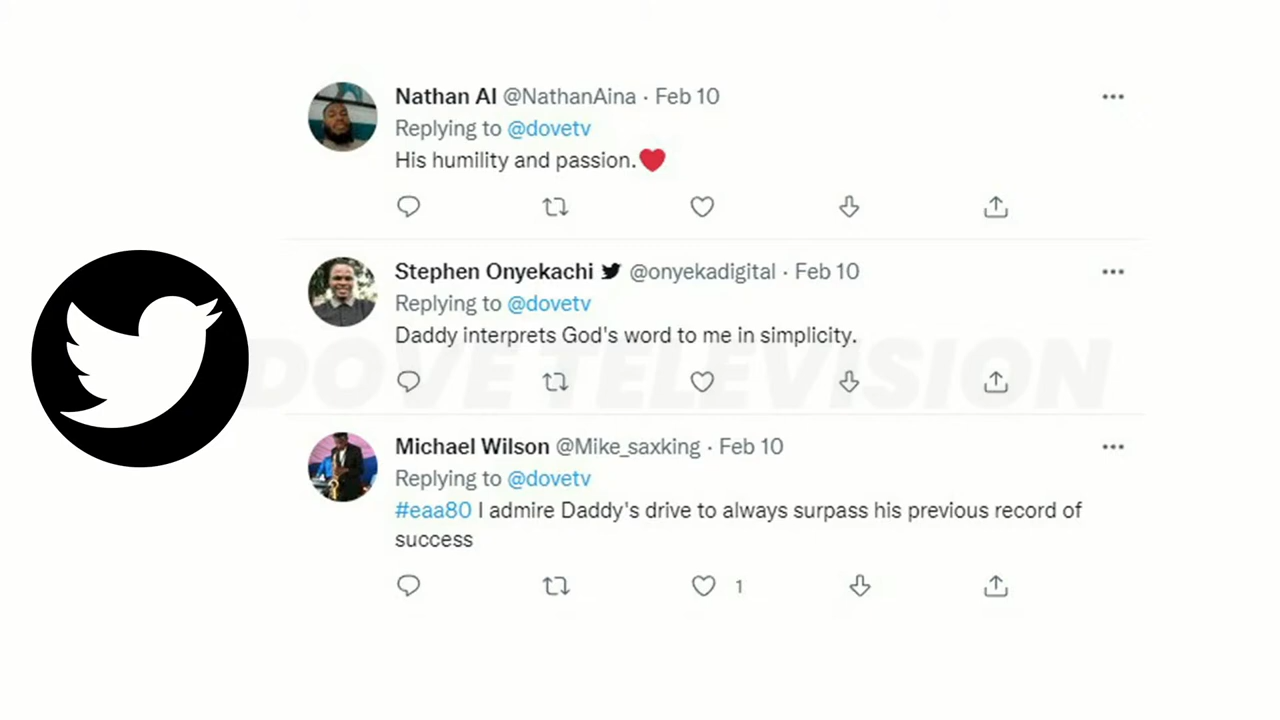 Nathan AI @NathanAina · Feb 10
Replying to @dovetv
His humility and passion.❤️
Stephen Onyekachi @onyekadigital · Feb 10
Replying to @dovetv
Daddy interprets God's word to me in simplicity.
DOVE TELEVISION
Michael Wilson @Mike_saxking · Feb 10
Replying to @dovetv
#eaa80 I admire Daddy's drive to always surpass his previous record of
success
1